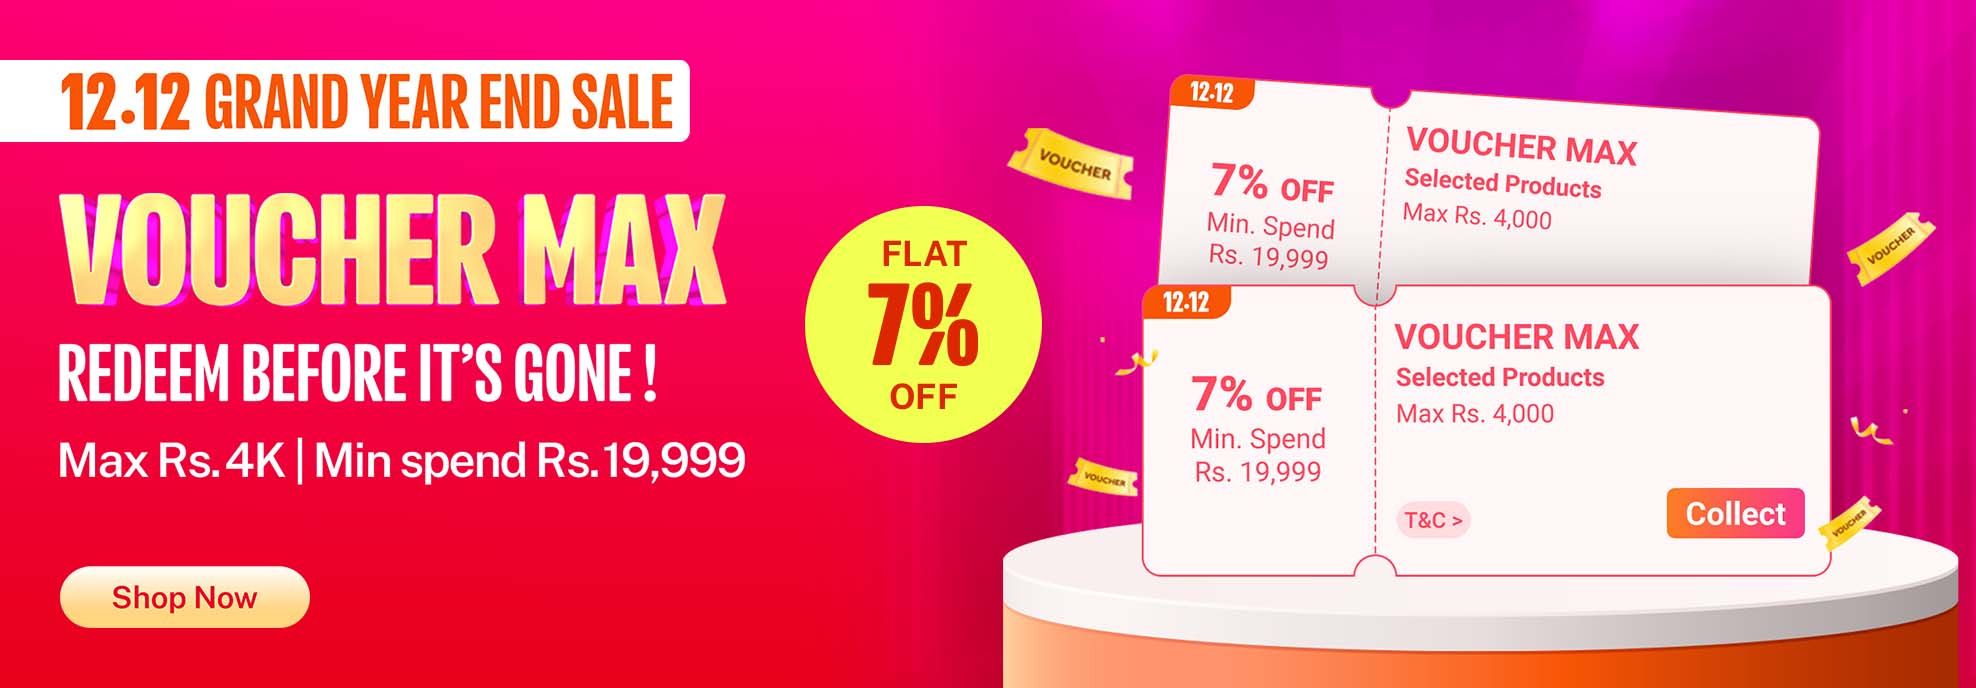 12.12 GRAND YEAR END SALE
VOUCHER MAX
REDEEM BEFORE IT'S GONE !
Max Rs. 4K | Min spend Rs. 19,999
Shop Now
FLAT
7%
OFF
VOUCHER
12.12
7% OFF
Min. Spend
Rs. 19,999
VOUCHER MAX
Selected Products
Max Rs. 4,000
VOUCHER
12.12
7% OFF
Min. Spend
Rs. 19,999
VOUCHER MAX
Selected Products
Max Rs. 4,000
T&C >
Collect
VOUCHER
VOUCHER